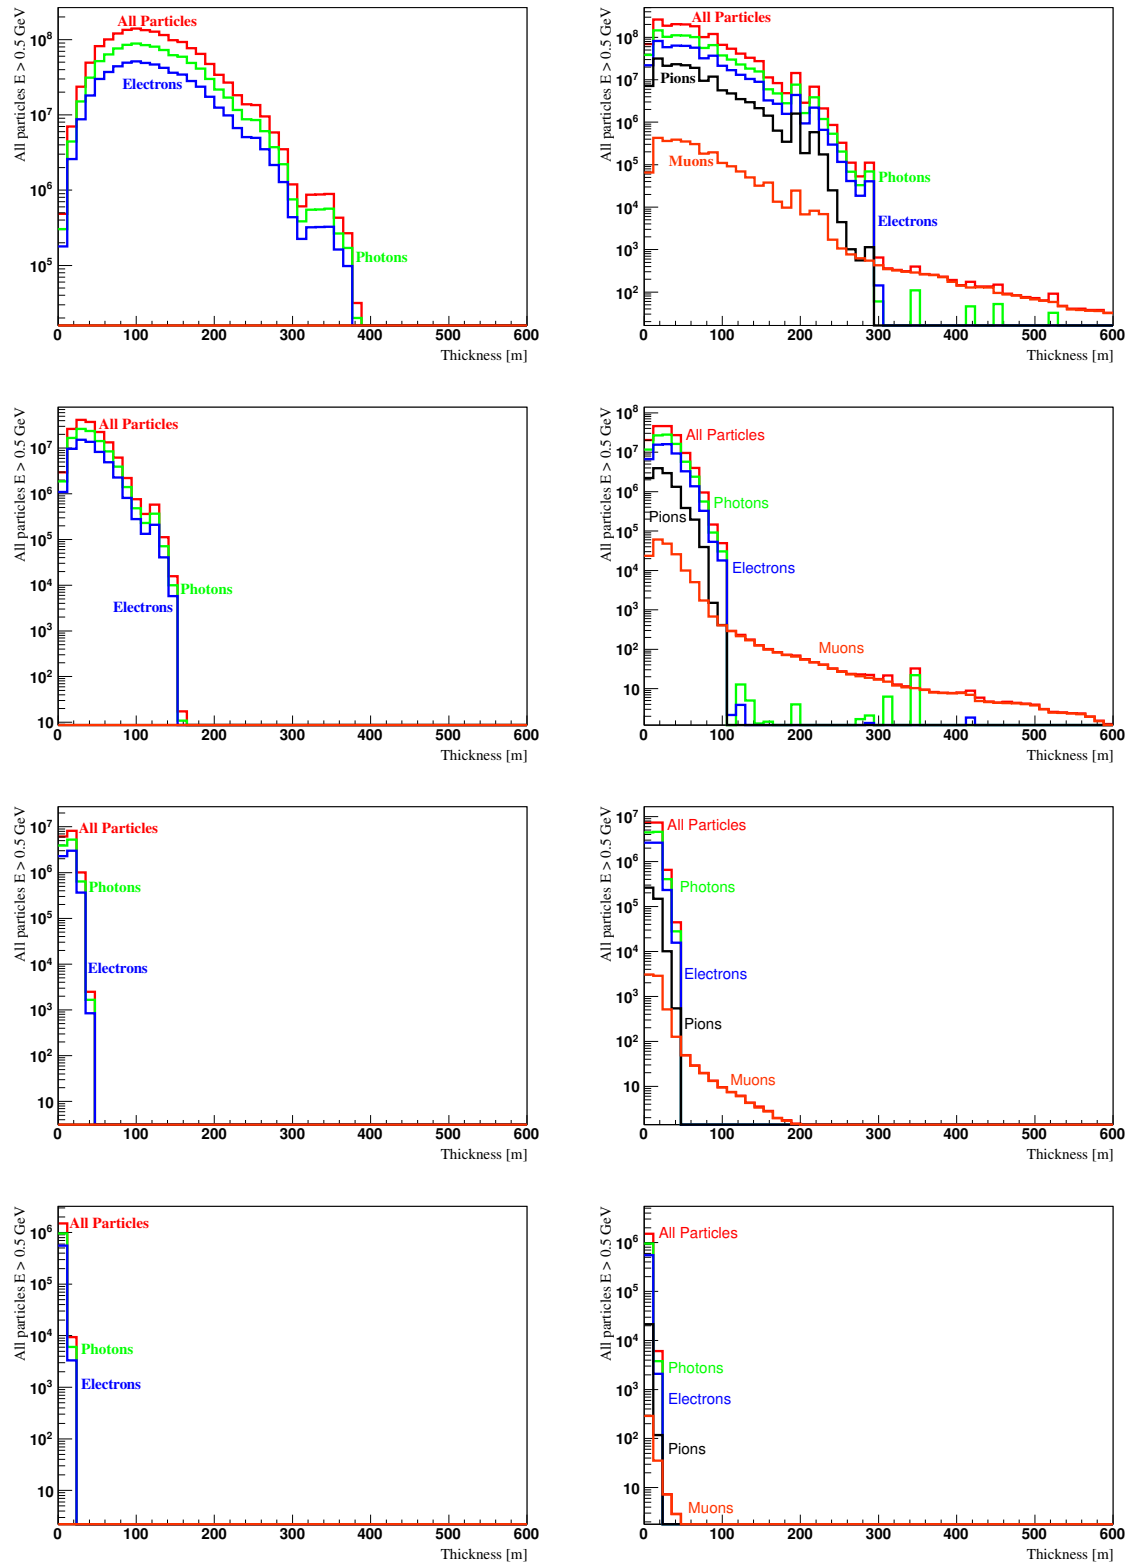 All particles E > 0.5 GeV
10^8
10^7
10^6
10^5
All Particles
Electrons
Photons
0 100 200 300 400 500 600
Thickness [m]
All particles E > 0.5 GeV
10^8
10^7
10^6
10^5
10^4
10^3
10^2
All Particles
Pions
Muons
Photons
Electrons
0 100 200 300 400 500 600
Thickness [m]
All particles E > 0.5 GeV
10^7
10^6
10^5
10^4
10^3
10^2
10
All Particles
Photons
Electrons
0 100 200 300 400 500 600
Thickness [m]
All particles E > 0.5 GeV
10^8
10^7
10^6
10^5
10^4
10^3
10^2
10
All Particles
Photons
Pions
Electrons
Muons
0 100 200 300 400 500 600
Thickness [m]
All particles E > 0.5 GeV
10^7
10^6
10^5
10^4
10^3
10^2
10
All Particles
Photons
Electrons
0 100 200 300 400 500 600
Thickness [m]
All particles E > 0.5 GeV
10^7
10^6
10^5
10^4
10^3
10^2
10
All Particles
Photons
Electrons
Pions
Muons
0 100 200 300 400 500 600
Thickness [m]
All particles E > 0.5 GeV
10^6
10^5
10^4
10^3
10^2
10
All Particles
Photons
Electrons
0 100 200 300 400 500 600
Thickness [m]
All particles E > 0.5 GeV
10^6
10^5
10^4
10^3
10^2
10
All Particles
Photons
Electrons
Pions
Muons
0 100 200 300 400 500 600
Thickness [m]